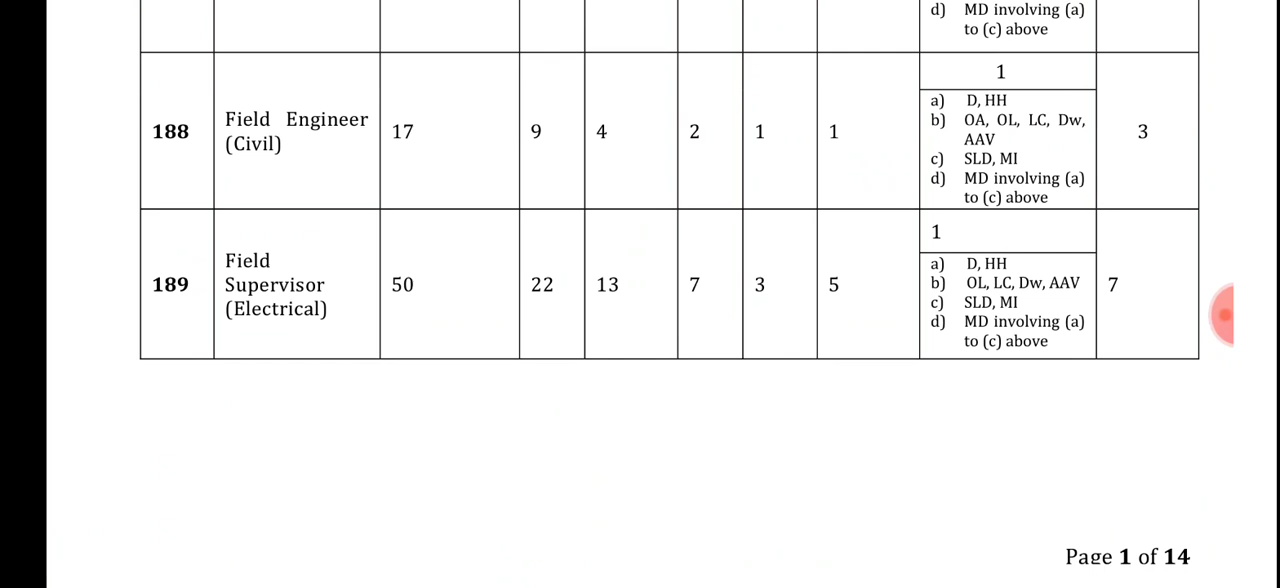 d) MD involving (a)
to (c) above
188 Field Engineer (Civil) 17 9 4 2 1 1 1 3
a) D, HH
b) OA, OL, LC, Dw,
AAV
c) SLD, MI
d) MD involving (a)
to (c) above
189 Field Supervisor (Electrical) 50 22 13 7 3 5 1 7
a) D, HH
b) OL, LC, Dw, AAV
c) SLD, MI
d) MD involving (a)
to (c) above
Page 1 of 14